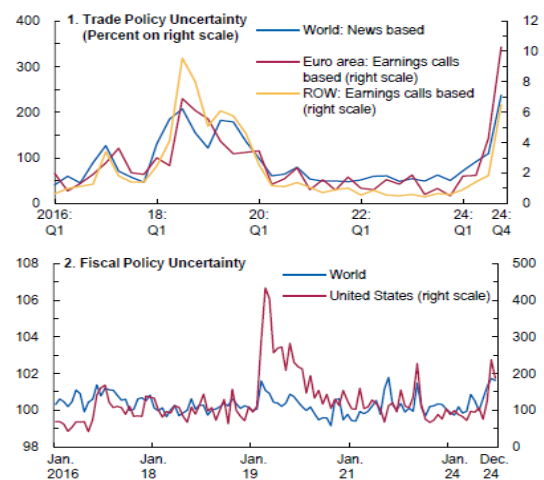 1. Trade Policy Uncertainty
(Percent on right scale)
World: News based
Euro area: Earnings calls
based (right scale)
ROW: Earnings calls based
(right scale)
400
300
200
100
0
12
10
8
6
4
2
0
2016:
Q1
18:
Q1
20:
Q1
22:
Q1
24:
Q1
24:
Q4
2. Fiscal Policy Uncertainty
World
United States (right scale)
108
106
104
102
100
98
500
400
300
200
100
0
Jan.
2016
Jan.
18
Jan.
19
Jan.
21
Jan.
24
Dec.
24